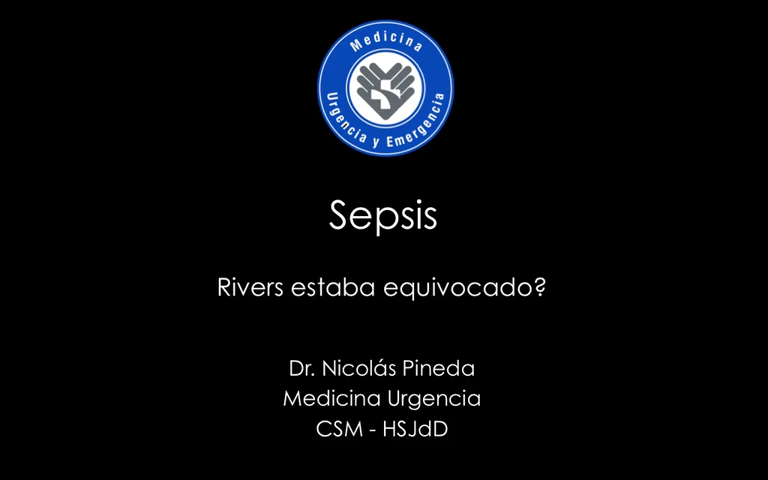 Medicina
Urgencia y Emergencia
Sepsis
Rivers estaba equivocado?
Dr. Nicolás Pineda
Medicina Urgencia
CSM - HSJdD